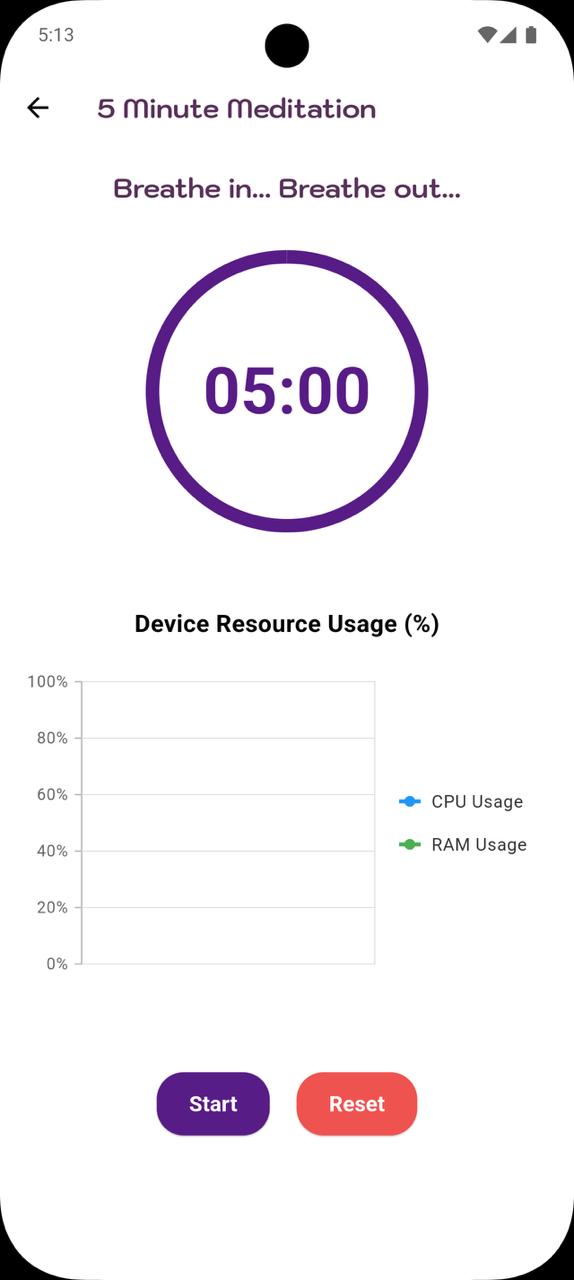 5:13
5 Minute Meditation
Breathe in... Breathe out...
05:00
Device Resource Usage (%)
100%
80%
60%
40%
20%
0%
CPU Usage
RAM Usage
Start
Reset